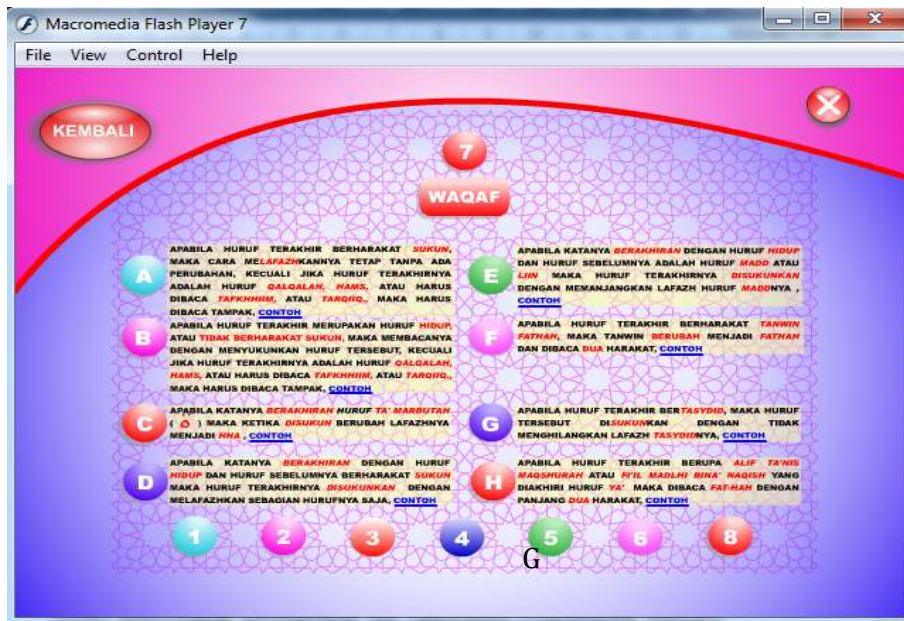 Macromedia Flash Player 7
File View Control Help
KEMBALI
7
WAQAF
A
APABILA HURUF TERAKHIR BERHARAKAT SUKUN,
MAKA CARA MELAFAZHKANNYA TETAP TANPA ADA
PERUBAHAN, KECUALI JIKA HURUF TERAKHIRNYA
ADALAH HURUF QALQALAH, HAMS, ATAU HARUS
DIBACA TAFKHHIIM, ATAU TARQIIQ, MAKA HARUS
DIBACA TAMPAK, CONTOH
B
APABILA HURUF TERAKHIR MERUPAKAN HURUF HIDUP,
ATAU TIDAK BERHARAKAT SUKUN, MAKA MEMBACANYA
DENGAN MENYUKUNKAN HURUF TERSEBUT, KECUALI
JIKA HURUF TERAKHIRNYA ADALAH HURUF QALQALAH,
HAMS, ATAU HARUS DIBACA TAFKHHIIM, ATAU TARQIIQ,,
MAKA HARUS DIBACA TAMPAK, CONTOH
C
APABILA KATANYA BERAKHIRAN HURUF TA' MARBUTAH
( ة ) MAKA KETIKA DISUKUN BERUBAH LAFAZHNYA
MENJADI HHA , CONTOH
D
APABILA KATANYA BERAKHIRAN DENGAN HURUF
HIDUP DAN HURUF SEBELUMNYA BERHARAKAT SUKUN
MAKA HURUF TERAKHIRNYA DISUKUNKAN DENGAN
MELAFAZHKAN SEBAGIAN HURUFNYA SAJA, CONTOH
E
APABILA KATANYA BERAKHIRAN DENGAN HURUF HIDUP
DAN HURUF SEBELUMNYA ADALAH HURUF MADD ATAU
LIIN MAKA HURUF TERAKHIRNYA DISUKUNKAN
DENGAN MEMANJANGKAN LAFAZH HURUF MADDNYA ,
CONTOH
F
APABILA HURUF TERAKHIR BERHARAKAT TANWIN
FATHAH, MAKA TANWIN BERUBAH MENJADI FATHAH
DAN DIBACA DUA HARAKAT, CONTOH
G
APABILA HURUF TERAKHIR BERTASYDID, MAKA HURUF
TERSEBUT DISUKUNKAN DENGAN TIDAK
MENGHILANGKAN LAFAZH TASYDIDNYA, CONTOH
H
APABILA HURUF TERAKHIR BERUPA ALIF TA'NIS
MAQSHURAH ATAU FI'IL MADLHI BINA' NAQISH YANG
DIAKHIRI HURUF YA' MAKA DIBACA FAT-HAH DENGAN
PANJANG DUA HARAKAT, CONTOH
1 2 3 4 5 6 8
G